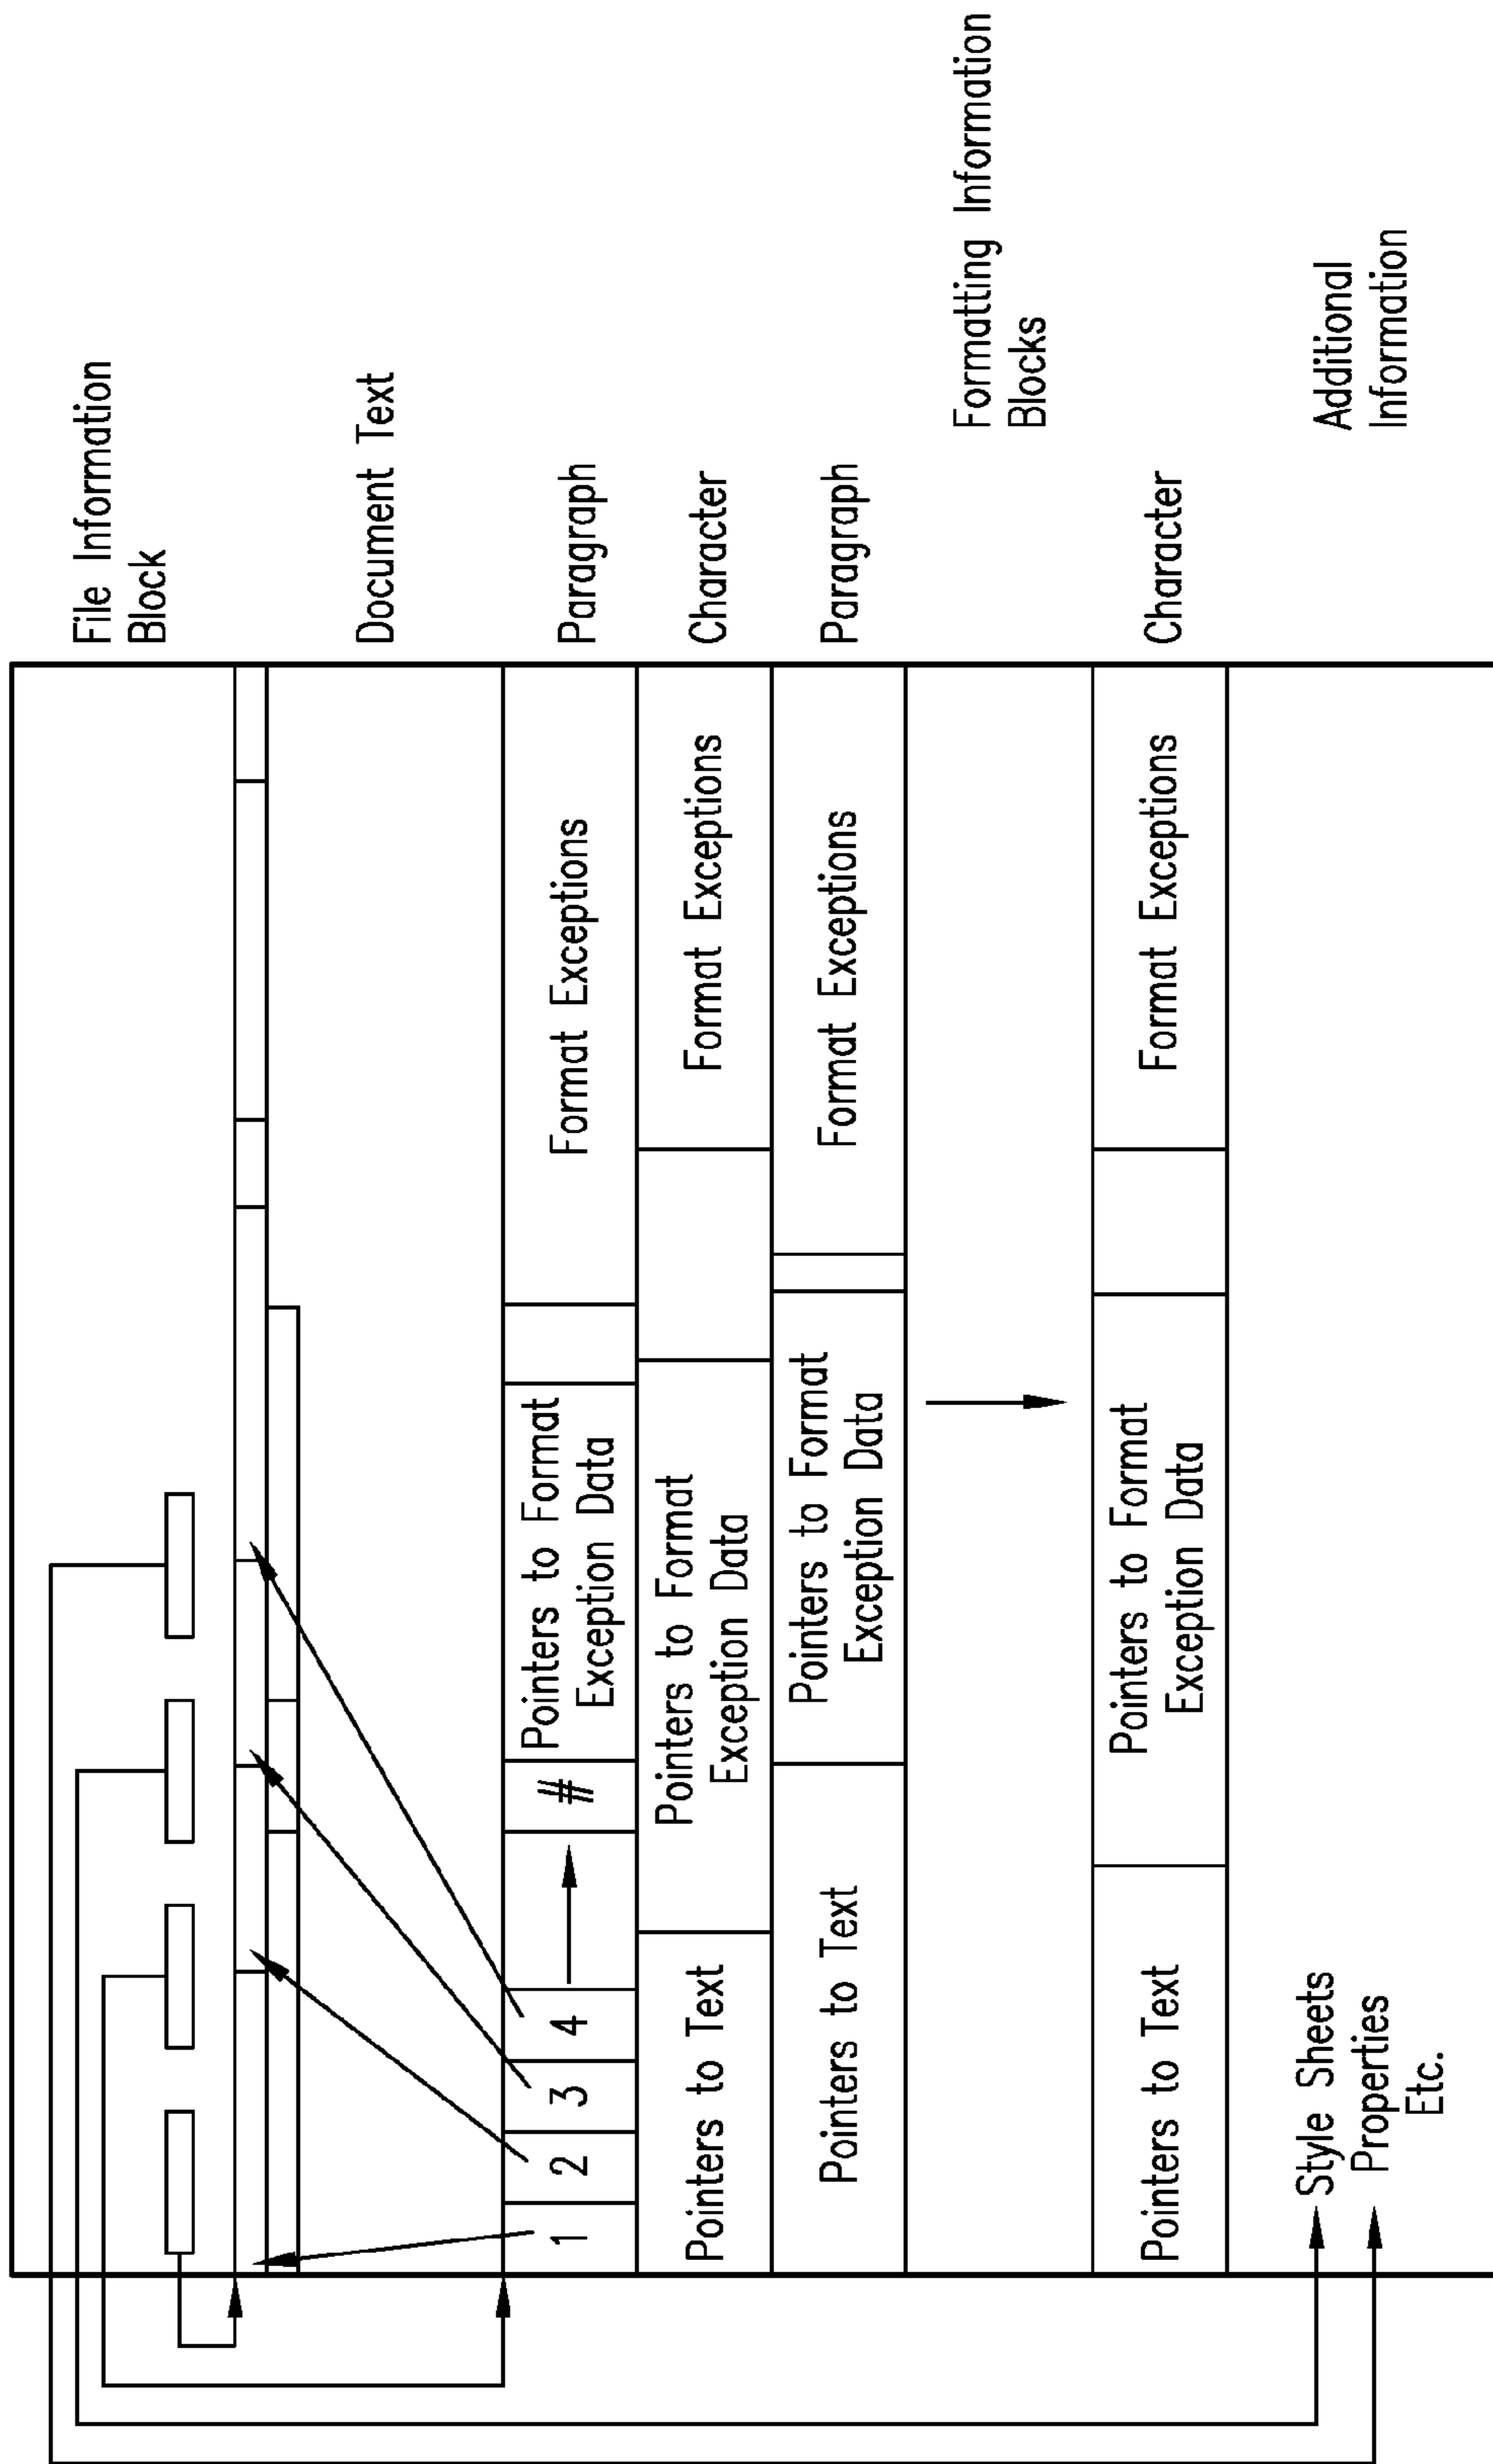 File Information
Block
Document Text
1
2
3
4
#
Pointers to Format
Exception Data
Format Exceptions
Paragraph
Pointers to Text
Pointers to Format
Exception Data
Format Exceptions
Character
Pointers to Text
Pointers to Format
Exception Data
Format Exceptions
Paragraph
Formatting Information
Blocks
Pointers to Text
Pointers to Format
Exception Data
Format Exceptions
Character
Style Sheets
Properties
Etc.
Additional
Information